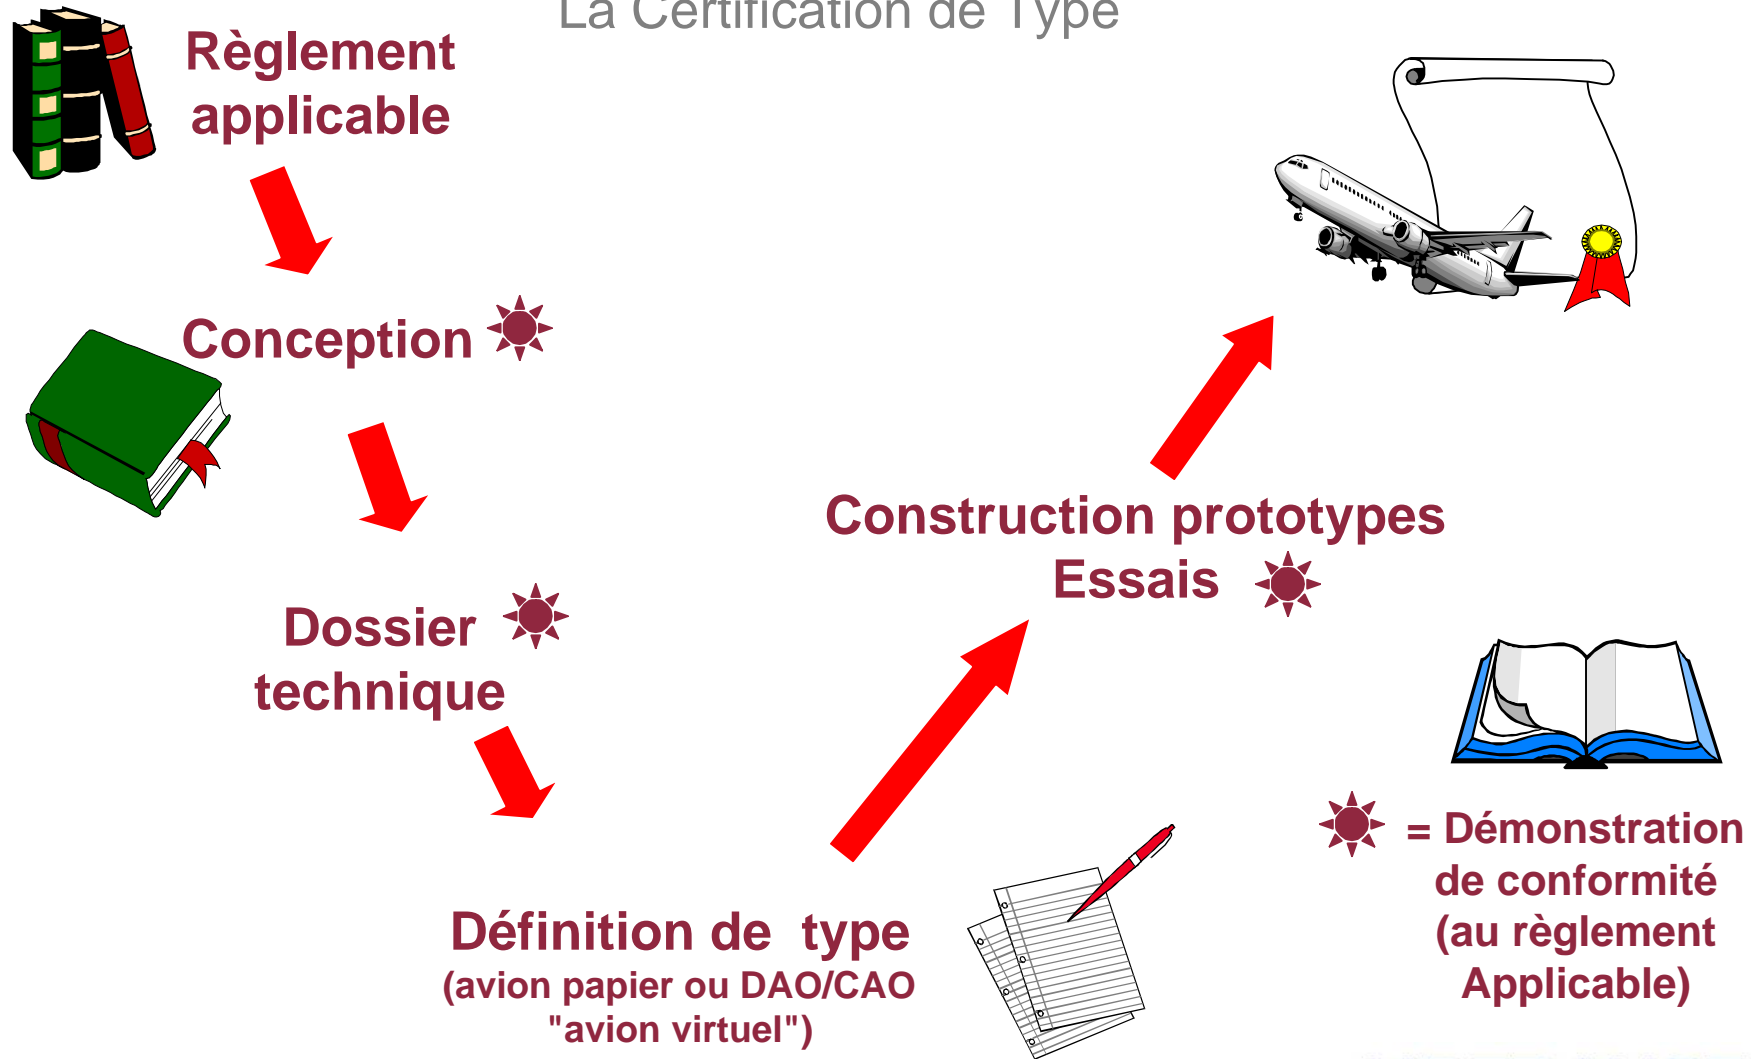 La Certification de Type
Règlement
applicable
Conception
Dossier
technique
Définition de type
(avion papier ou DAO/CAO
"avion virtuel")
Construction prototypes
Essais
= Démonstration
de conformité
(au règlement
Applicable)